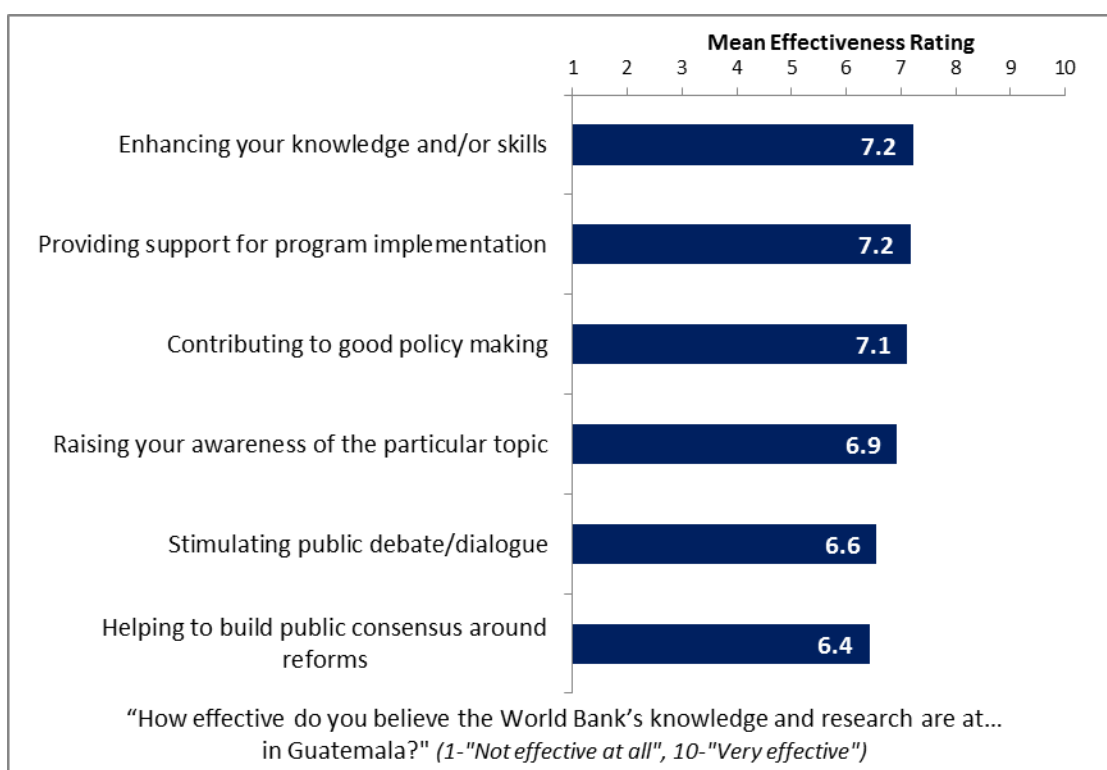 Mean Effectiveness Rating
1 2 3 4 5 6 7 8 9 10
Enhancing your knowledge and/or skills 7.2
Providing support for program implementation 7.2
Contributing to good policy making 7.1
Raising your awareness of the particular topic 6.9
Stimulating public debate/dialogue 6.6
Helping to build public consensus around
reforms 6.4
“How effective do you believe the World Bank’s knowledge and research are at…
in Guatemala?" (1-"Not effective at all", 10-"Very effective")